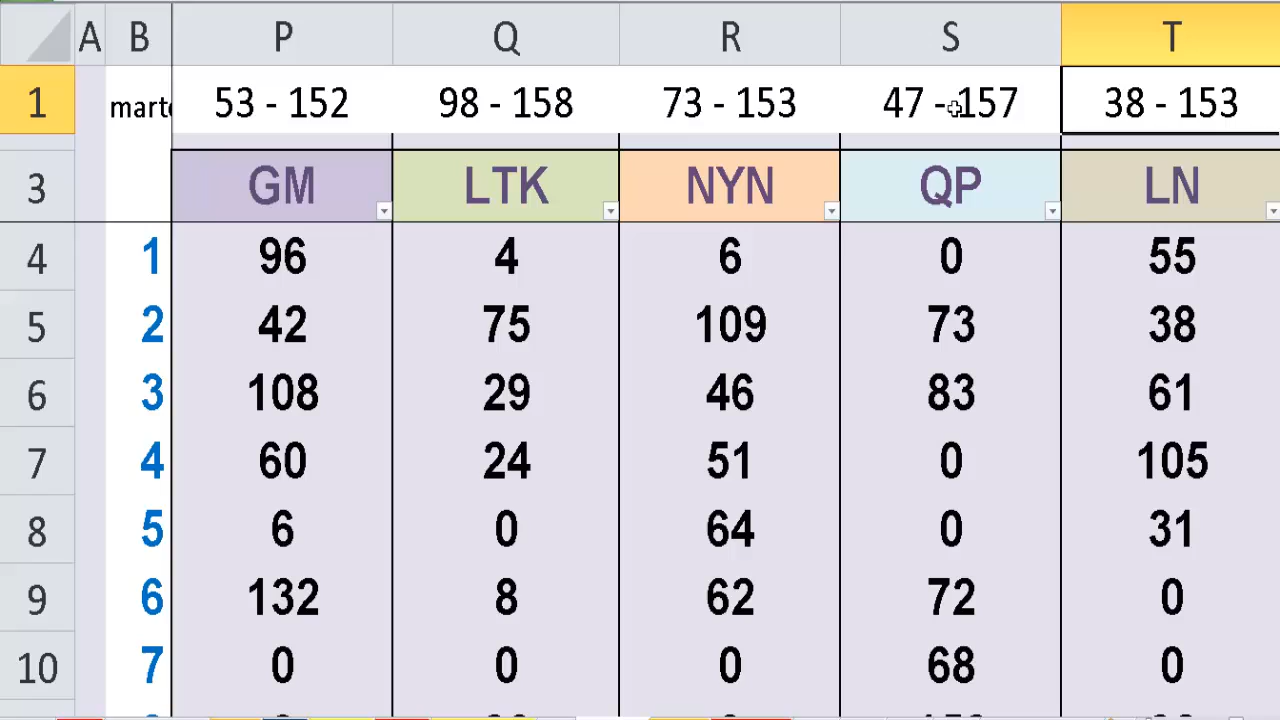 A B P Q R S T
1 53 - 152 98 - 158 73 - 153 47 - 157 38 - 153
3 GM LTK NYN QP LN
4 1 96 4 6 0 55
5 2 42 75 109 73 38
6 3 108 29 46 83 61
7 4 60 24 51 0 105
8 5 6 0 64 0 31
9 6 132 8 62 72 0
10 7 0 0 0 68 0